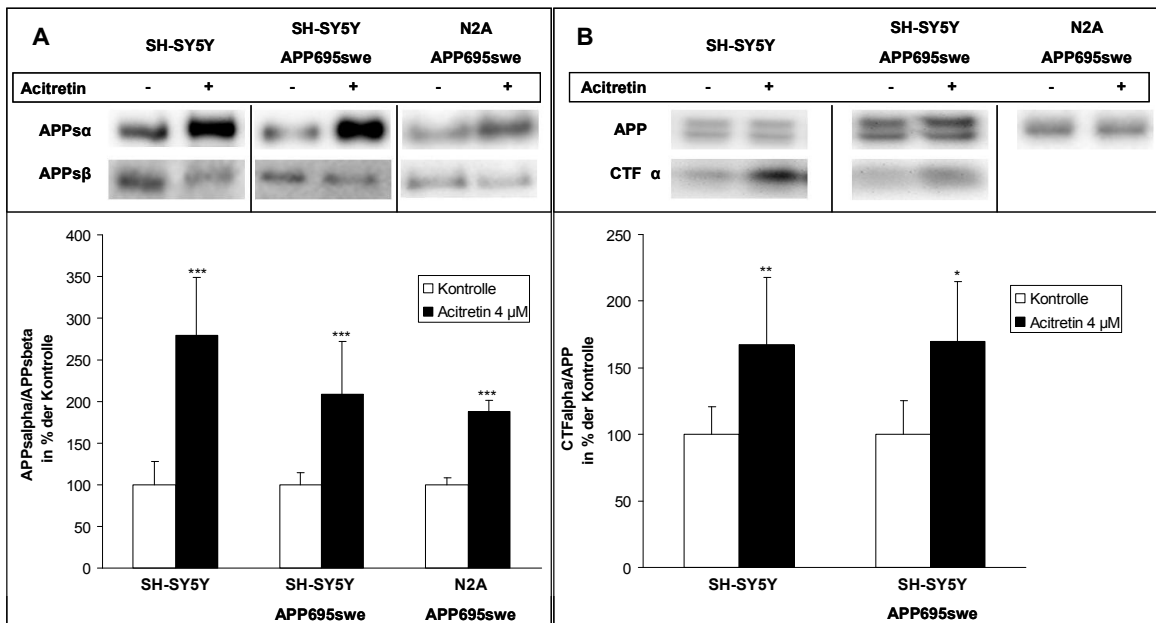 A
SH-SY5Y
SH-SY5Y
APP695swe
N2A
APP695swe
Acitretin - + - + - +
APPsα
APPsβ
APPsalpha/APPsbeta
in % der Kontrolle
400
350
300
250
200
150
100
50
0
***
***
***
Kontrolle
Acitretin 4 µM
SH-SY5Y
SH-SY5Y
APP695swe
N2A
APP695swe
B
SH-SY5Y
SH-SY5Y
APP695swe
N2A
APP695swe
Acitretin - + - + - +
APP
CTF α
CTFalpha/APP
in % der Kontrolle
250
200
150
100
50
0
**
*
Kontrolle
Acitretin 4 µM
SH-SY5Y
SH-SY5Y
APP695swe